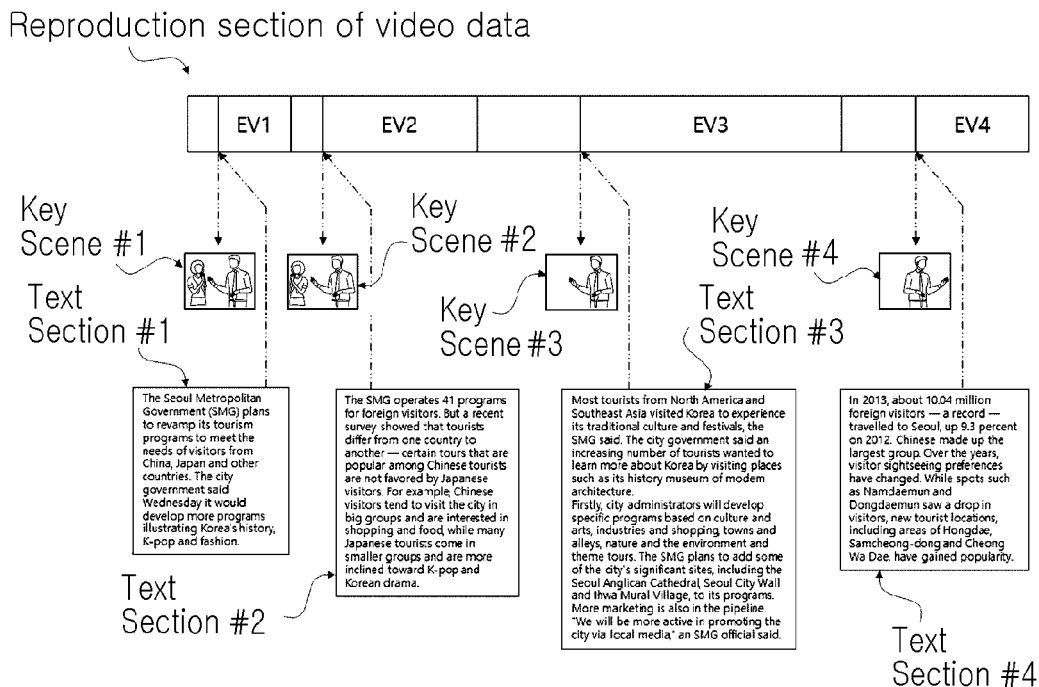 Reproduction section of video data
EV1
EV2
EV3
EV4
Key
Scene #1
Key
Scene #2
Key
Scene #3
Key
Scene #4
Text
Section #1
Text
Section #3
The Seoul Metropolitan
Government (SMG) plans
to revamp its tourism
programs to meet the
needs of visitors from
China, Japan and other
countries. The city
government said
Wednesday it would
develop more programs
illustrating Korea's history,
K-pop and fashion.
The SMG operates 41 programs
for foreign visitors. But a recent
survey showed that tourists
differ from one country to
another — certain tours that are
popular among Chinese tourists
are not favored by Japanese
visitors. For example, Chinese
visitors tend to visit the city in
big groups and are interested in
shopping and food, while many
Japanese tourists come in
smaller groups and are more
inclined toward K-pop and
Korean drama.
Most tourists from North America and
Southeast Asia visited Korea to experience
its traditional culture and festivals, the
SMG said. The city government said an
increasing number of tourists wanted to
learn more about Korea by visiting places
such as its history museum of modern
architecture.
Firstly, city administrators will develop
specific programs based on culture and
arts, industries and shopping, towns and
alleys, nature and the environment and
theme tours. The SMG plans to add some
of the city's significant sites, including the
Seoul Anglican Cathedral, Seoul City Wall
and Ihwa Mural Village, to its programs.
More marketing is also in the pipeline.
"We will be more active in promoting the
city via local media," an SMG official said.
In 2013, about 10.04 million
foreign visitors — a record —
travelled to Seoul, up 9.3 percent
on 2012. Chinese made up the
largest group. Over the years,
visitor sightseeing preferences
have changed. While spots such
as Namdaemun and
Dongdaemun saw a drop in
visitors, new tourist locations,
including areas of Hongdae,
Samcheong-dong and Cheong
Wa Dae. have gained popularity.
Text
Section #2
Text
Section #4